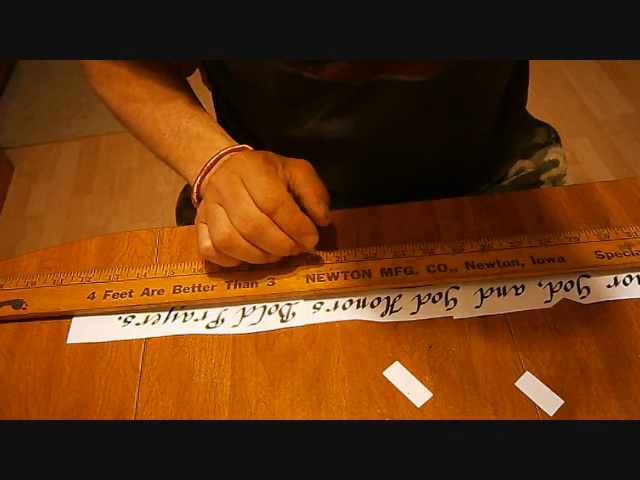 4 Feet Are Better Than 3 NEWTON MFG. CO., Newton, Iowa
God, and God Honors Bold Prayers.